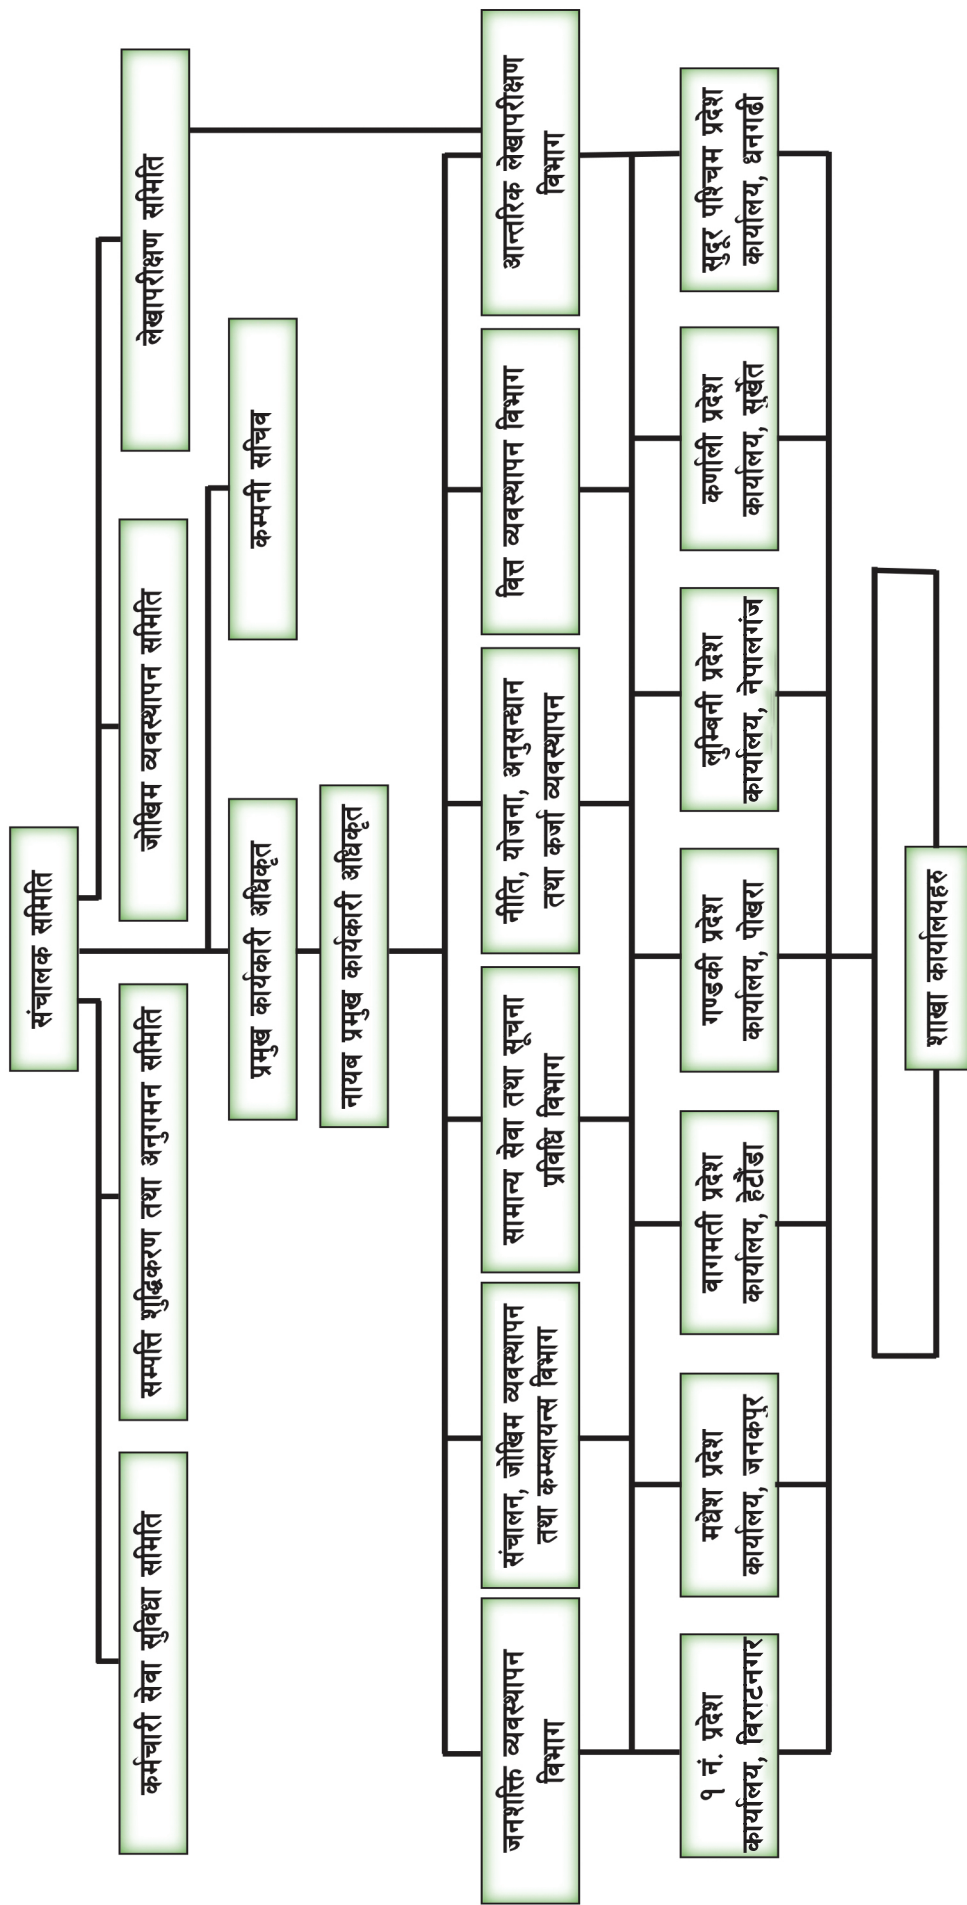 संचालक समिति
कर्मचारी सेवा सुविधा समिति
सम्पत्ति शुद्धिकरण तथा अनुगमन समिति
जोखिम व्यवस्थापन समिति
लेखापरीक्षण समिति
प्रमुख कार्यकारी अधिकृत
कम्पनी सचिव
नायब प्रमुख कार्यकारी अधिकृत
जनशक्ति व्यवस्थापन
विभाग
संचालन, जोखिम व्यवस्थापन
तथा कम्प्लायन्स विभाग
सामान्य सेवा तथा सूचना
प्रविधि विभाग
नीति, योजना, अनुसन्धान
तथा कर्जा व्यवस्थापन
वित्त व्यवस्थापन विभाग
आन्तरिक लेखापरीक्षण
विभाग
१ नं. प्रदेश
कार्यालय, विराटनगर
मधेश प्रदेश
कार्यालय, जनकपुर
वागमती प्रदेश
कार्यालय, हेटौंडा
गण्डकी प्रदेश
कार्यालय, पोखरा
लुम्बिनी प्रदेश
कार्यालय, नेपालगंज
कर्णाली प्रदेश
कार्यालय, सुर्खेत
सुदूर पश्चिम प्रदेश
कार्यालय, धनगढी
शाखा कार्यालयहरु